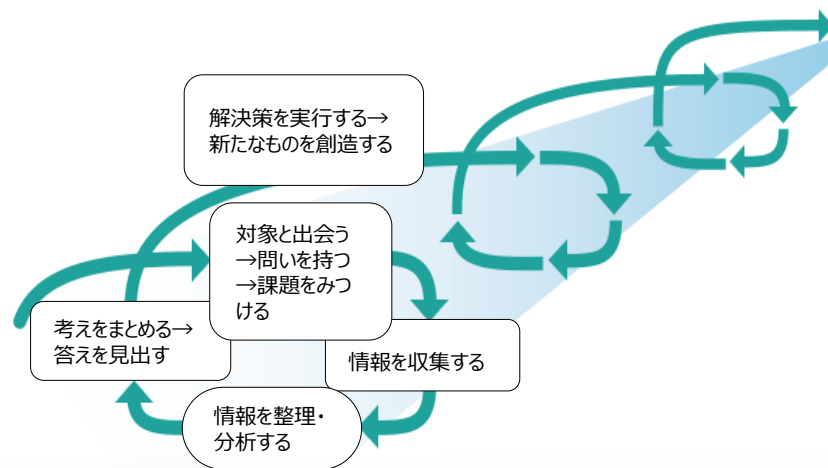 解決策を実行する→
新たなものを創造する
対象と出会う
→問いを持つ
→課題をみつ
ける
考えをまとめる→
答えを見出す
情報を収集する
情報を整理・
分析する